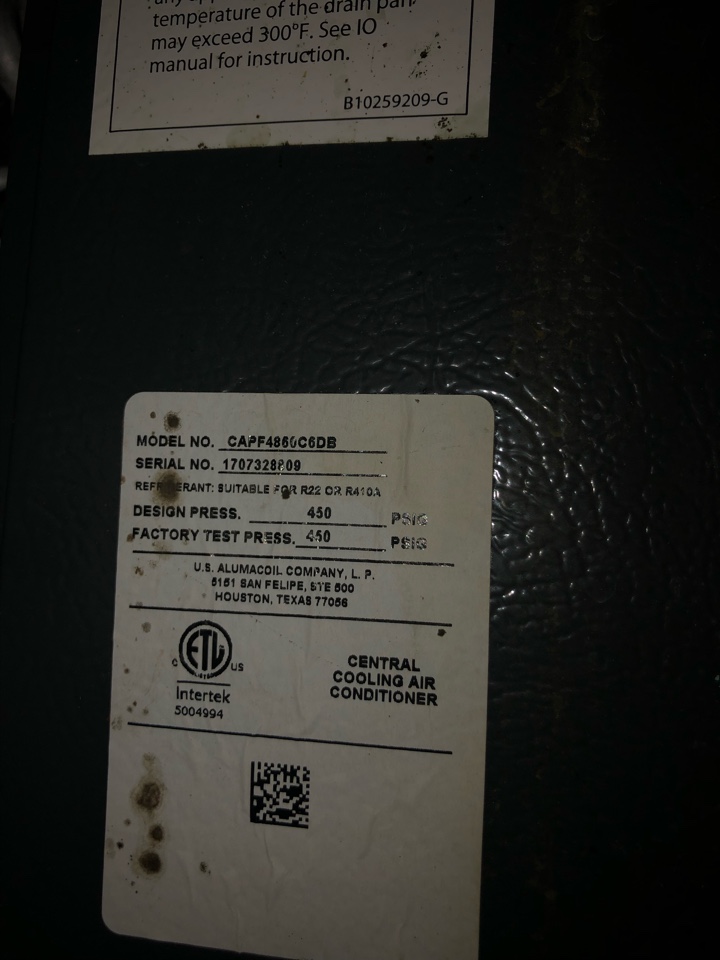 temperature of the drain pan
may exceed 300°F. See IO
manual for instruction.
B10259209-G
MODEL NO. CAPF4860C6DB
SERIAL NO. 1707328809
REFRIGERANT: SUITABLE FOR R22 OR R410A
DESIGN PRESS. 450 PSIG
FACTORY TEST PRESS. 450 PSIG
U.S. ALUMACOIL COMPANY, L. P.
5151 SAN FELIPE, STE 500
HOUSTON, TEXAS 77056
C ETL US
LISTED
Intertek
5004994
CENTRAL
COOLING AIR
CONDITIONER